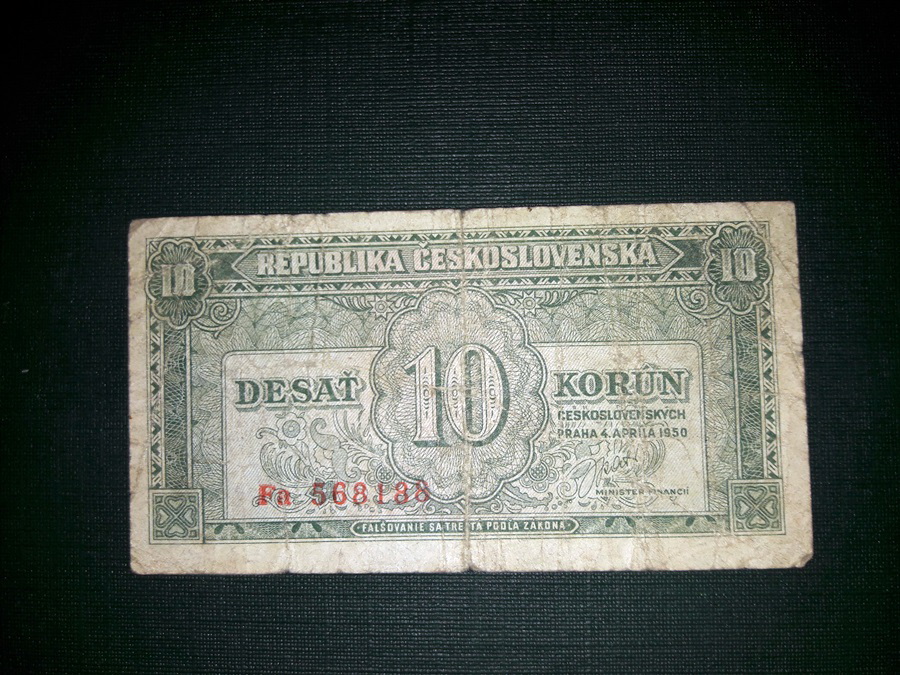 REPUBLIKA ČESKOSLOVENSKÁ
10 10
DESAŤ 10 KORÚN
ČESKOSLOVENSKÝCH
PRAHA 4. APRÍLA 1950
Fa 568188
MINISTER FINANCIÍ
FALŠOVANIE SA TRESTÁ PODĽA ZÁKONA